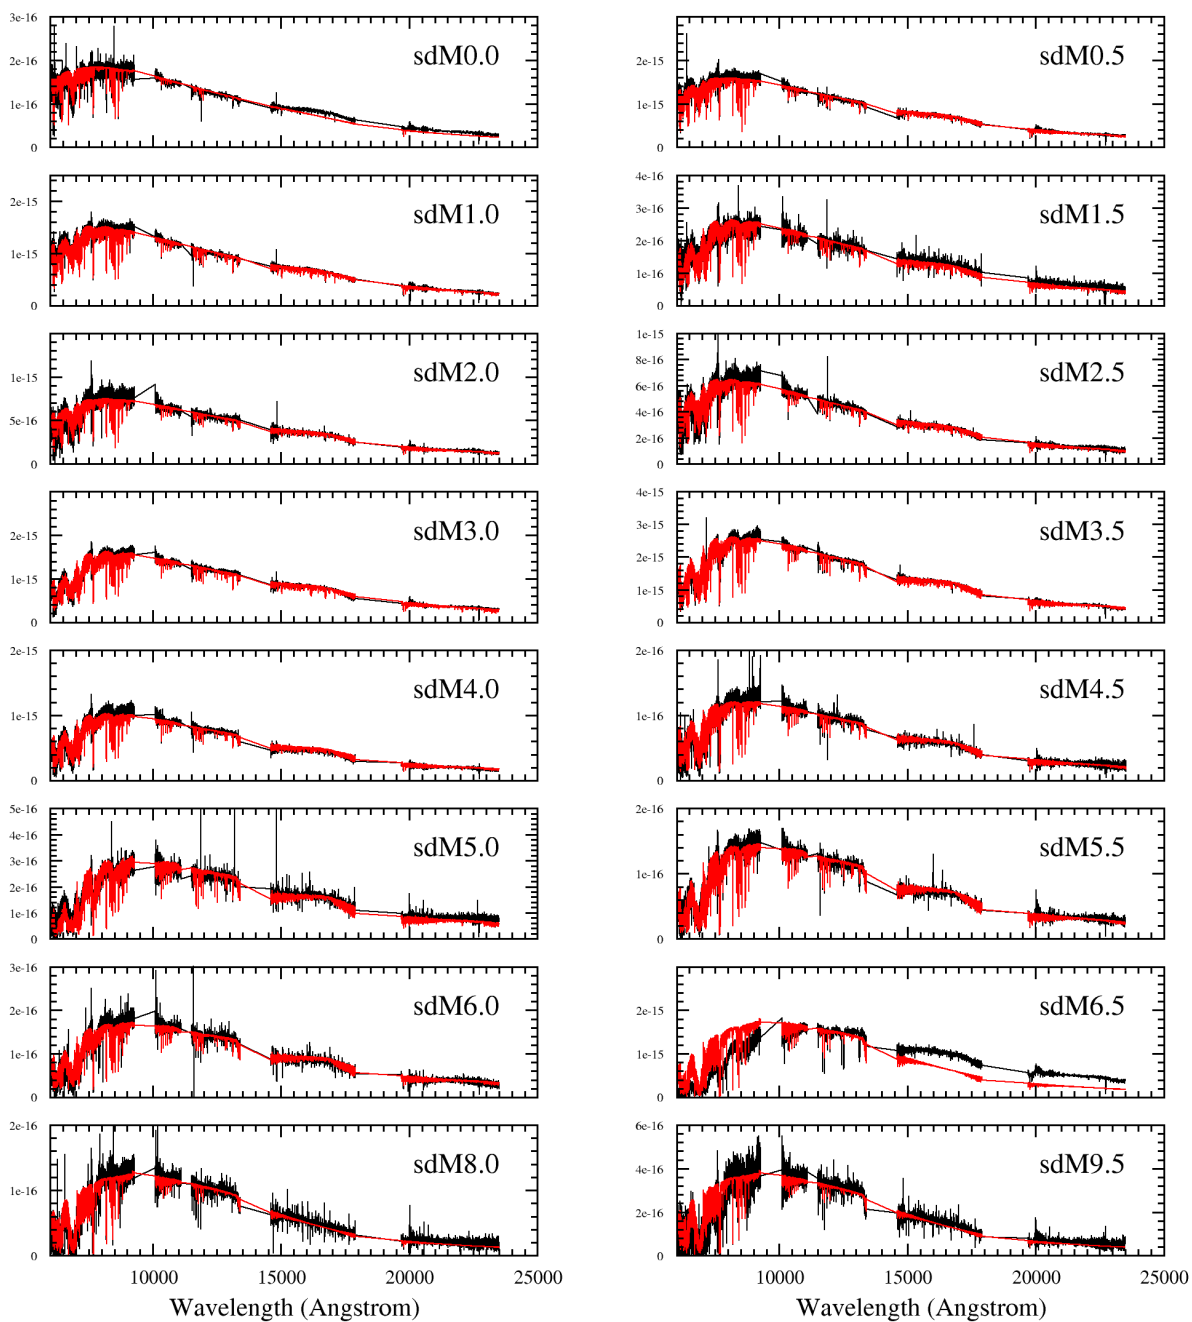 3e-16
2e-16
1e-16
0
sdM0.0
2e-15
1e-15
0
sdM0.5
2e-15
1e-15
0
sdM1.0
4e-16
3e-16
2e-16
1e-16
0
sdM1.5
1e-15
5e-16
0
sdM2.0
1e-15
8e-16
6e-16
4e-16
2e-16
0
sdM2.5
2e-15
1e-15
0
sdM3.0
4e-15
3e-15
2e-15
1e-15
0
sdM3.5
2e-15
1e-15
0
sdM4.0
2e-16
1e-16
0
sdM4.5
5e-16
4e-16
3e-16
2e-16
1e-16
0
sdM5.0
2e-16
1e-16
0
sdM5.5
3e-16
2e-16
1e-16
0
sdM6.0
2e-15
1e-15
0
sdM6.5
2e-16
1e-16
0
sdM8.0
6e-16
4e-16
2e-16
0
sdM9.5
10000 15000 20000 25000
Wavelength (Angstrom)
10000 15000 20000 25000
Wavelength (Angstrom)